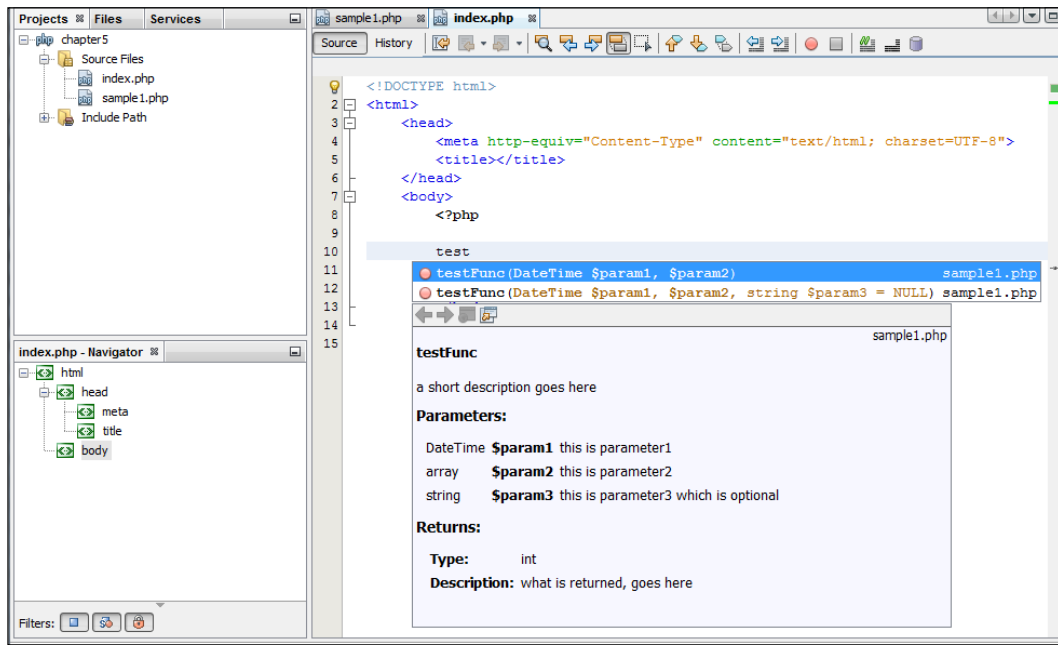 Projects Files Services
chapter5
Source Files
index.php
sample1.php
Include Path
index.php - Navigator
html
head
meta
title
body
Filters:
sample1.php index.php
Source History
<!DOCTYPE html>
2 <html>
3 <head>
4 <meta http-equiv="Content-Type" content="text/html; charset=UTF-8">
5 <title></title>
6 </head>
7 <body>
8 <?php
9
10 test
11 testFunc(DateTime $param1, $param2) sample1.php
12 testFunc(DateTime $param1, $param2, string $param3 = NULL) sample1.php
13
14
15
sample1.php
testFunc
a short description goes here
Parameters:
DateTime $param1 this is parameter1
array $param2 this is parameter2
string $param3 this is parameter3 which is optional
Returns:
Type: int
Description: what is returned, goes here